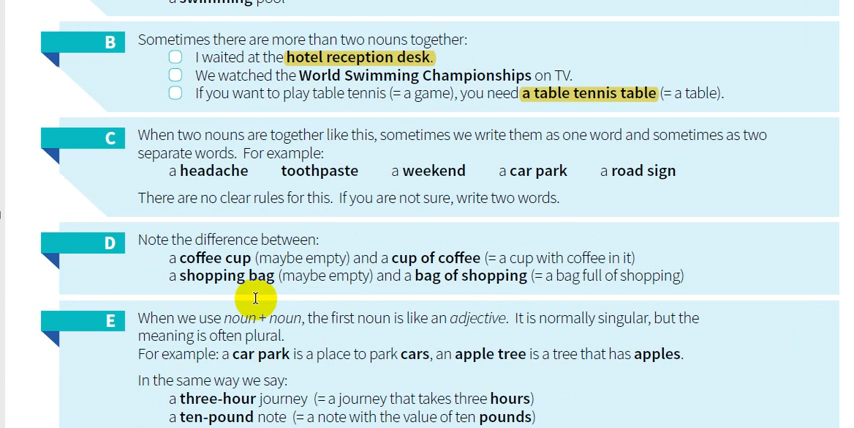 a swimming pool
B
Sometimes there are more than two nouns together:
I waited at the hotel reception desk.
We watched the World Swimming Championships on TV.
If you want to play table tennis (= a game), you need a table tennis table (= a table).
C
When two nouns are together like this, sometimes we write them as one word and sometimes as two
separate words. For example:
a headache toothpaste a weekend a car park a road sign
There are no clear rules for this. If you are not sure, write two words.
D
Note the difference between:
a coffee cup (maybe empty) and a cup of coffee (= a cup with coffee in it)
a shopping bag (maybe empty) and a bag of shopping (= a bag full of shopping)
E
When we use noun + noun, the first noun is like an adjective. It is normally singular, but the
meaning is often plural.
For example: a car park is a place to park cars, an apple tree is a tree that has apples.
In the same way we say:
a three-hour journey (= a journey that takes three hours)
a ten-pound note (= a note with the value of ten pounds)